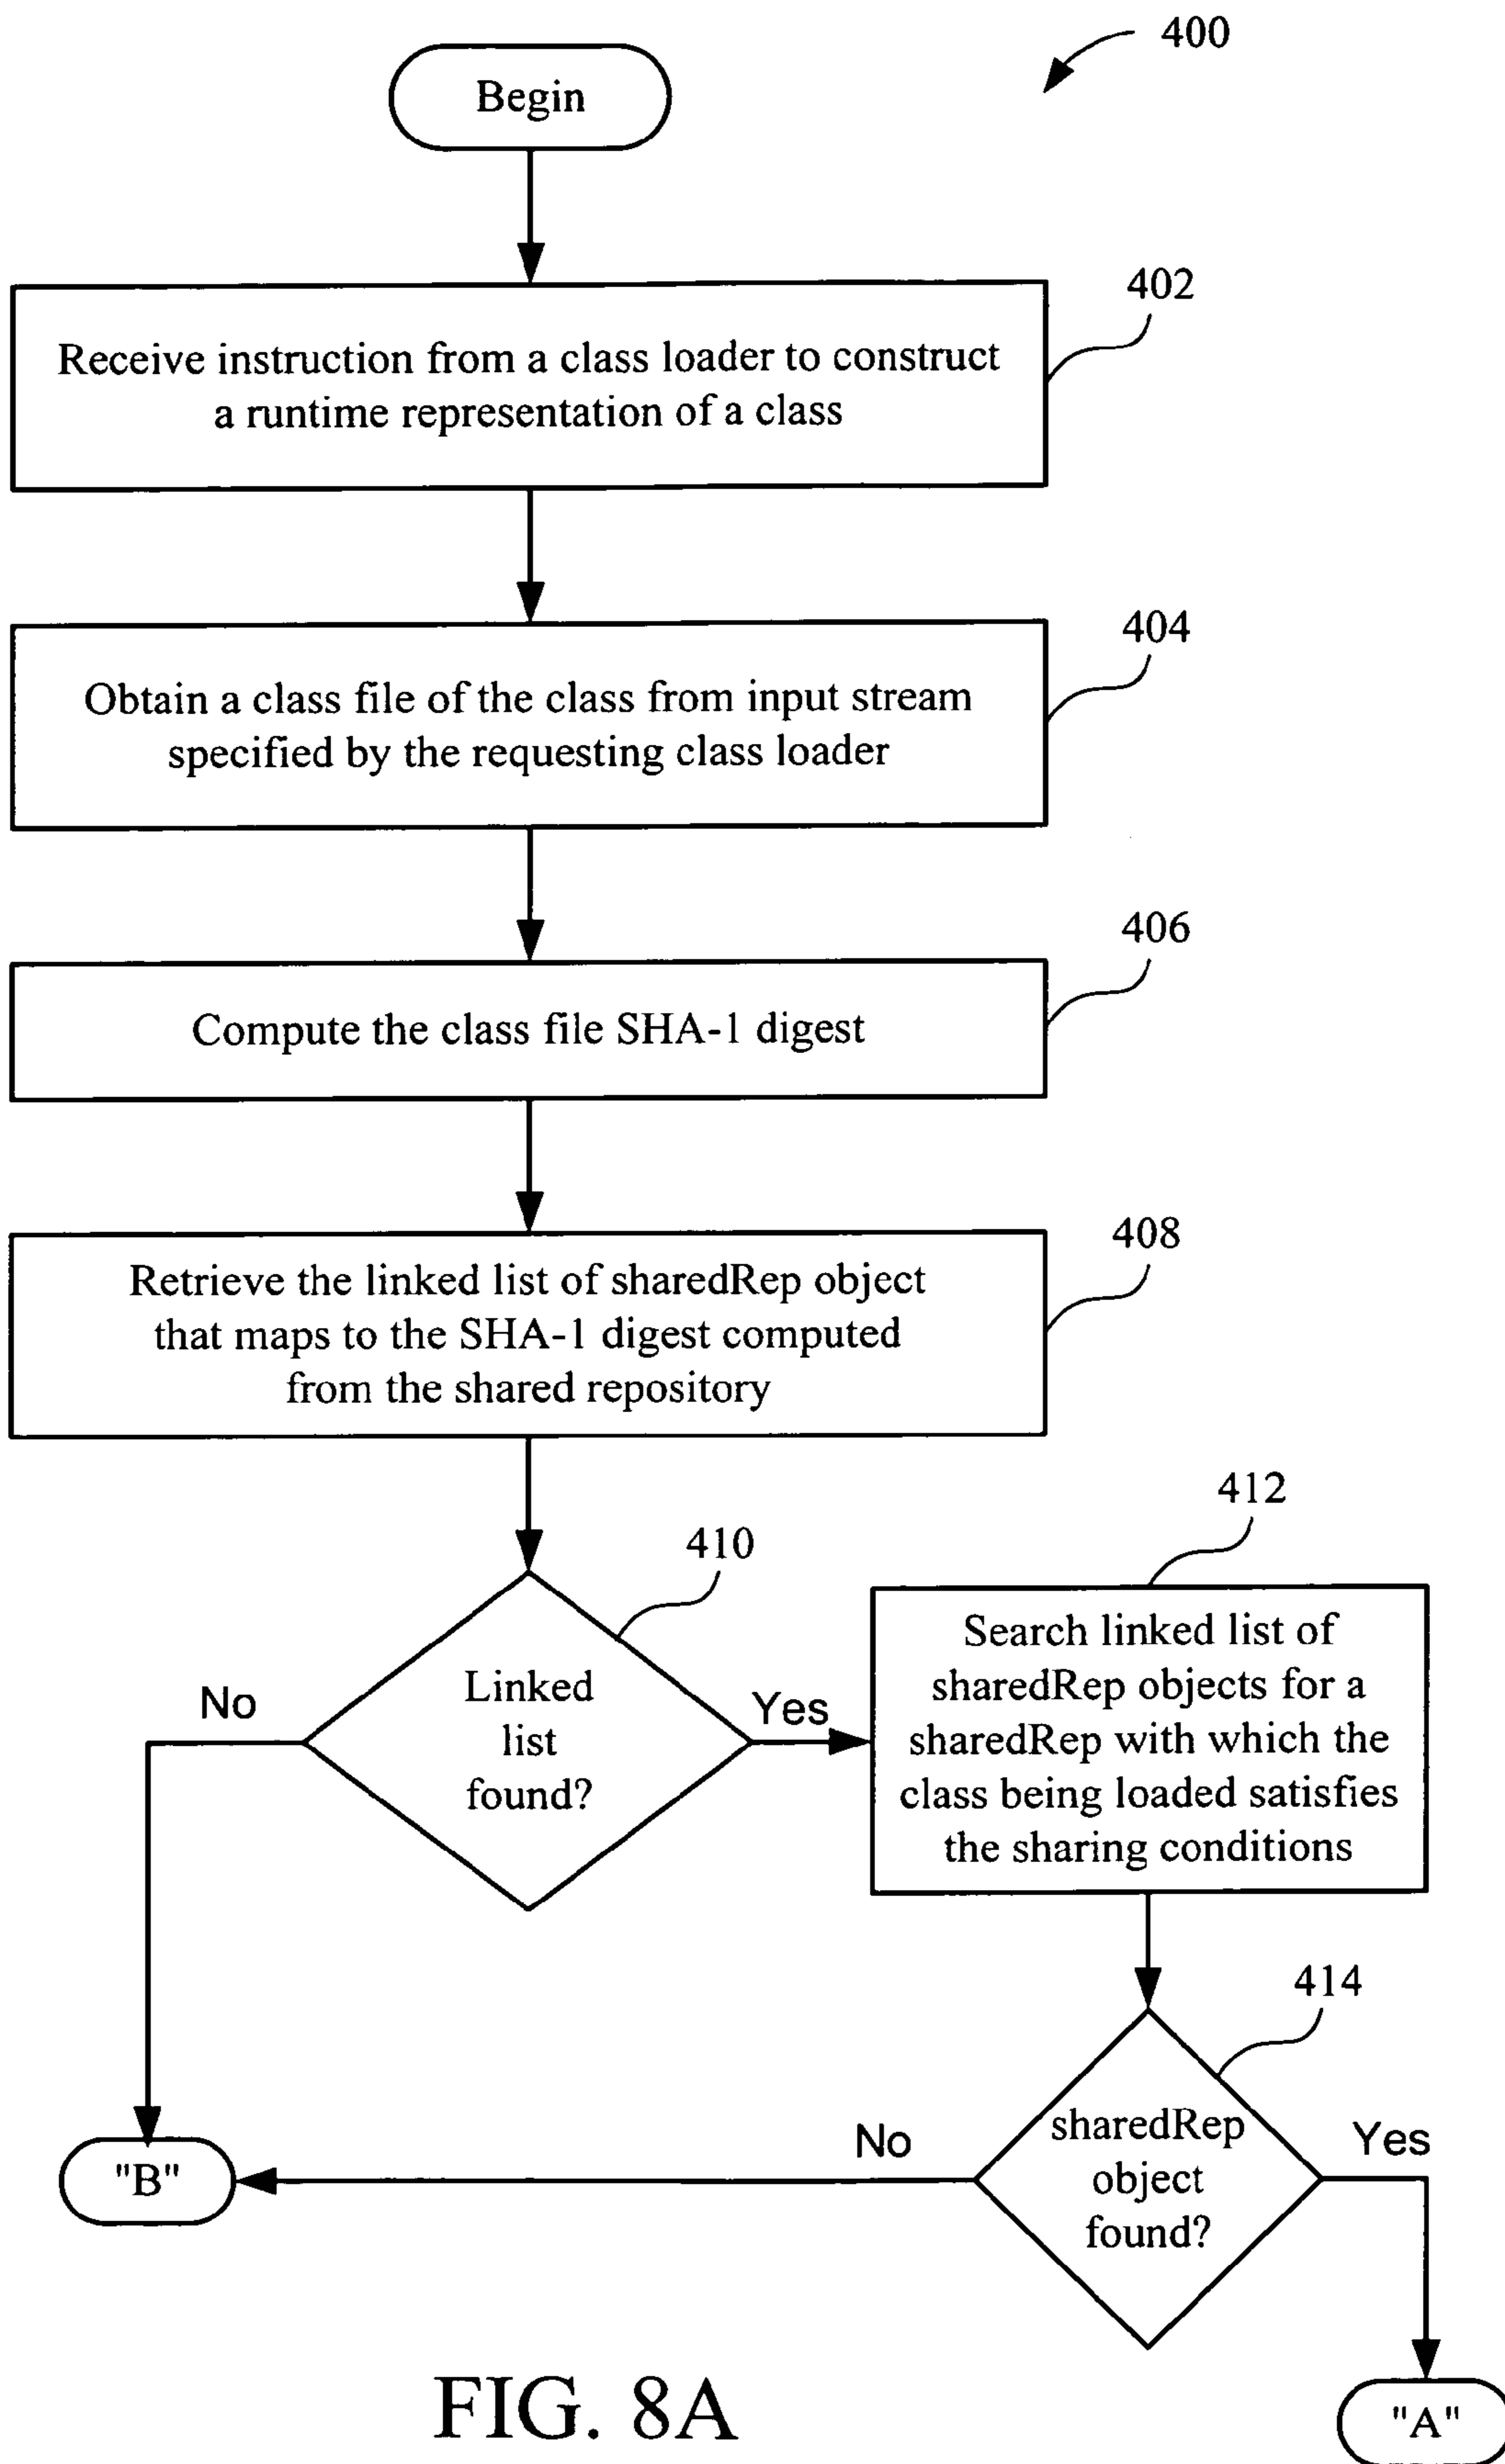 400
Begin
402
Receive instruction from a class loader to construct
a runtime representation of a class
404
Obtain a class file of the class from input stream
specified by the requesting class loader
406
Compute the class file SHA-1 digest
408
Retrieve the linked list of sharedRep object
that maps to the SHA-1 digest computed
from the shared repository
410
Linked
list
found?
No
Yes
412
Search linked list of
sharedRep objects for a
sharedRep with which the
class being loaded satisfies
the sharing conditions
414
sharedRep
object
found?
No
Yes
"B"
"A"
FIG. 8A